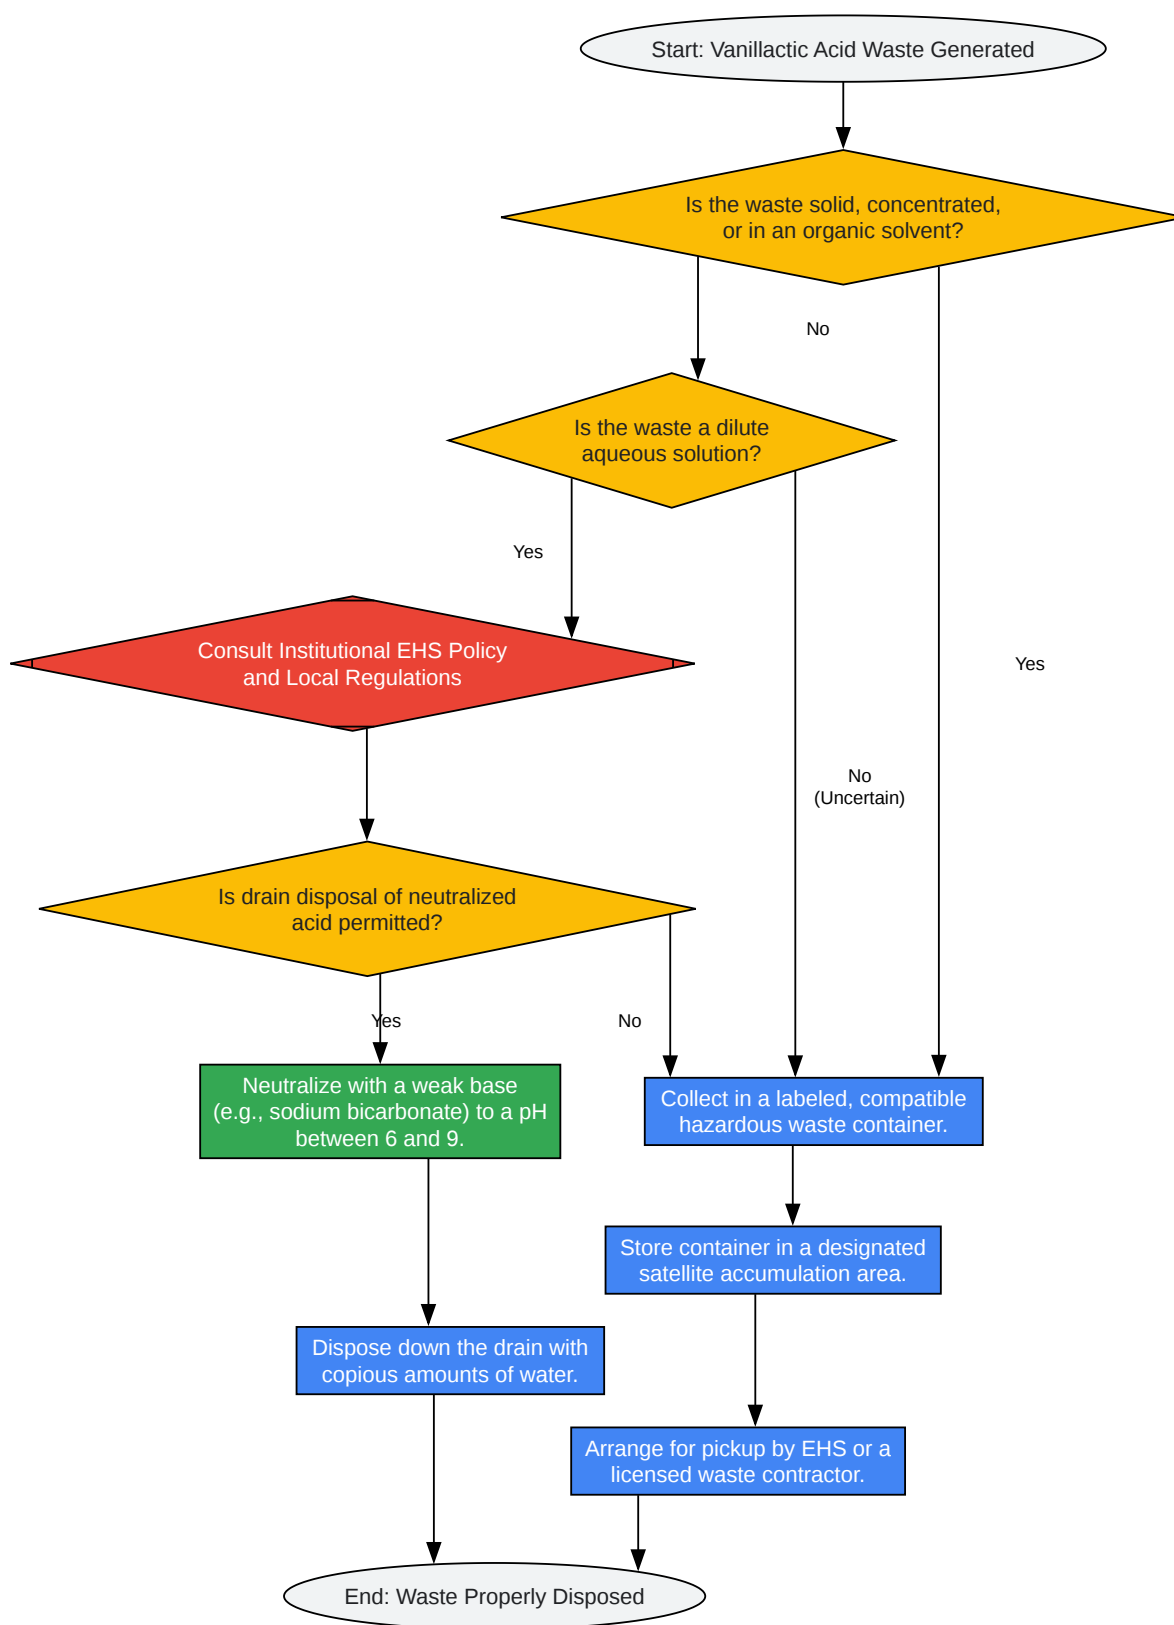 Start: Vanillactic Acid Waste Generated
Is the waste solid, concentrated,
or in an organic solvent?
No
Is the waste a dilute
aqueous solution?
Yes
Consult Institutional EHS Policy
and Local Regulations
Yes
No
(Uncertain)
Is drain disposal of neutralized
acid permitted?
Yes
No
Neutralize with a weak base
(e.g., sodium bicarbonate) to a pH
between 6 and 9.
Collect in a labeled, compatible
hazardous waste container.
Store container in a designated
satellite accumulation area.
Dispose down the drain with
copious amounts of water.
Arrange for pickup by EHS or a
licensed waste contractor.
End: Waste Properly Disposed